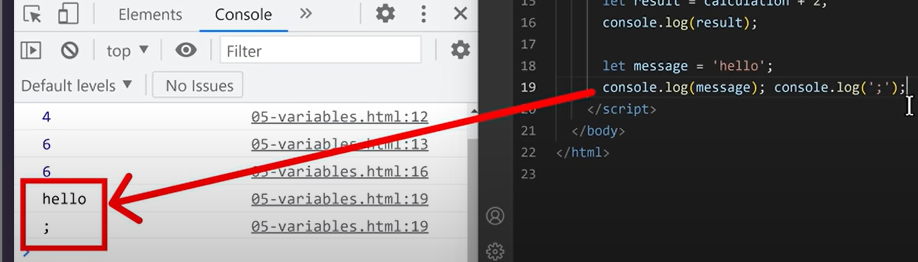 Elements Console »
top ▼ Filter
Default levels ▼ No Issues
4 05-variables.html:12
6 05-variables.html:13
6 05-variables.html:16
hello 05-variables.html:19
; 05-variables.html:19
>
15 let result = calculation + 2;
16 console.log(result);
17
18 let message = 'hello';
19 console.log(message); console.log(';');
20 </script>
21 </body>
22 </html>
23